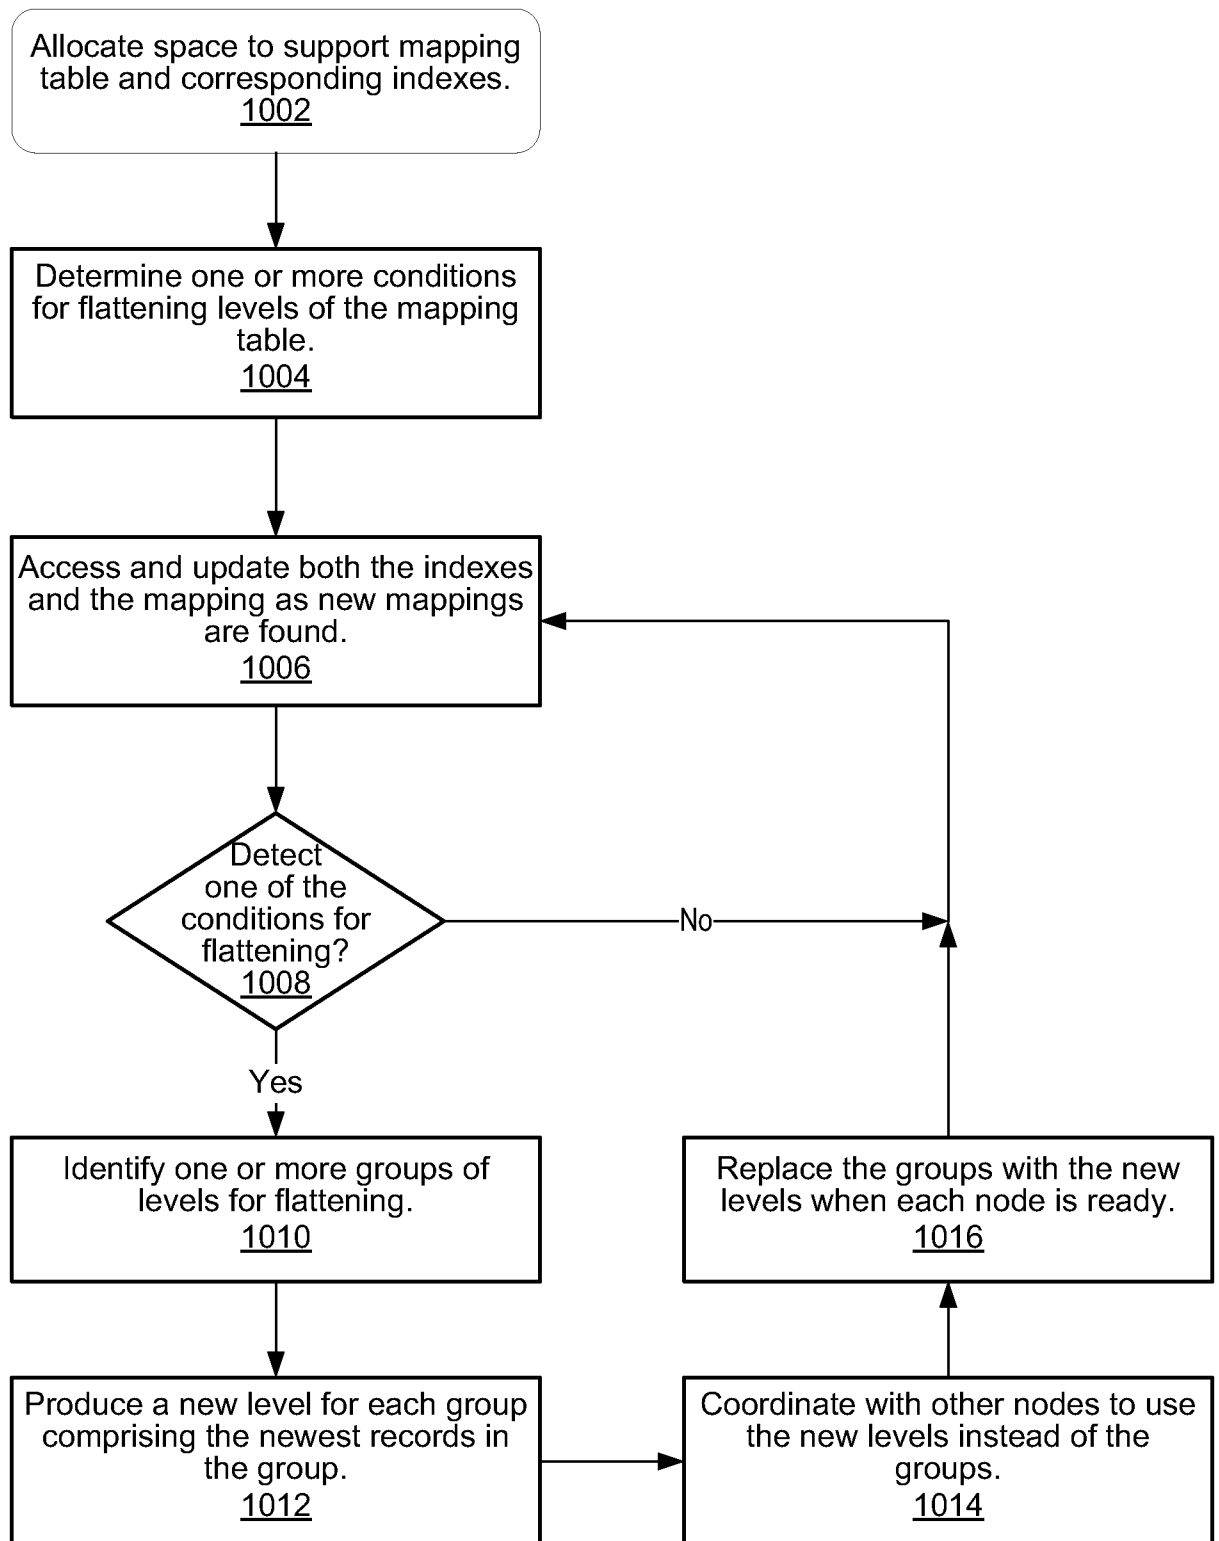 Allocate space to support mapping
table and corresponding indexes.
1002
Determine one or more conditions
for flattening levels of the mapping
table.
1004
Access and update both the indexes
and the mapping as new mappings
are found.
1006
Detect
one of the
conditions for
flattening?
1008
No
Yes
Identify one or more groups of
levels for flattening.
1010
Produce a new level for each group
comprising the newest records in
the group.
1012
Coordinate with other nodes to use
the new levels instead of the
groups.
1014
Replace the groups with the new
levels when each node is ready.
1016